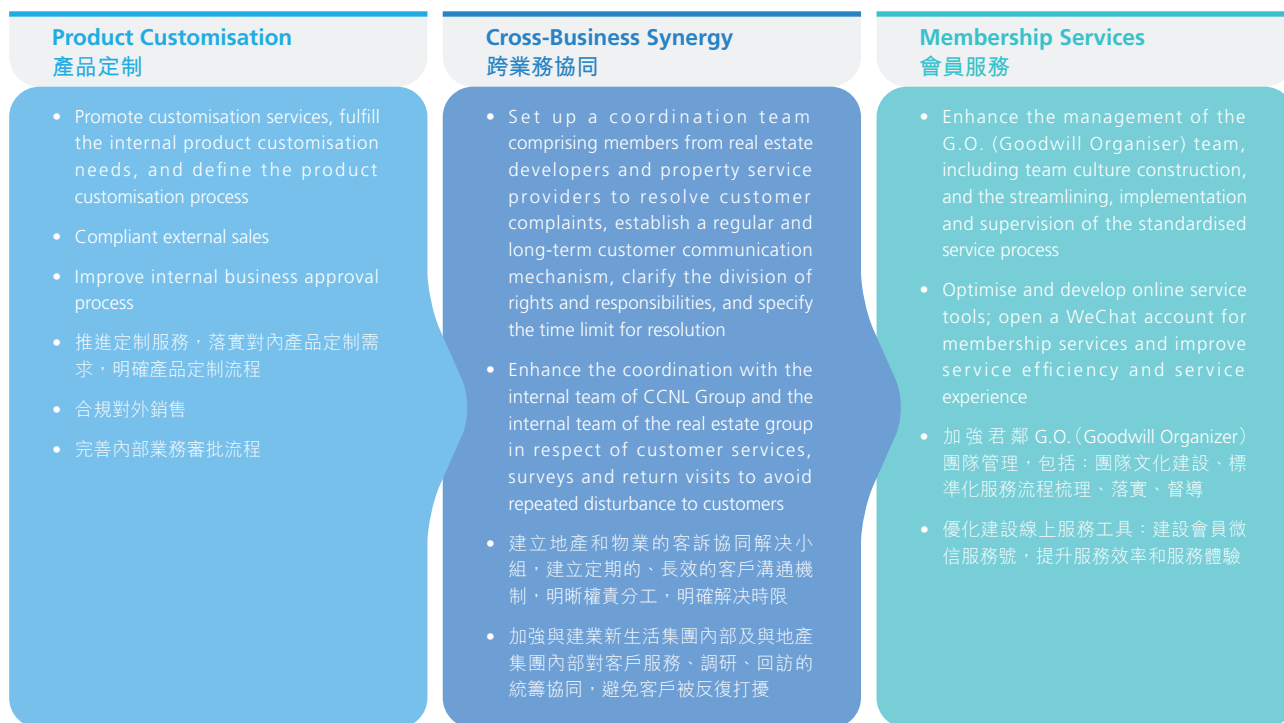 Product Customisation
產品定制
• Promote customisation services, fulfill
the internal product customisation
needs, and define the product
customisation process
• Compliant external sales
• Improve internal business approval
process
• 推進定制服務，落實對內產品定制需
求，明確產品定制流程
• 合規對外銷售
• 完善內部業務審批流程
Cross-Business Synergy
跨業務協同
• Set up a coordination team
comprising members from real estate
developers and property service
providers to resolve customer
complaints, establish a regular and
long-term customer communication
mechanism, clarify the division of
rights and responsibilities, and specify
the time limit for resolution
• Enhance the coordination with the
internal team of CCNL Group and the
internal team of the real estate group
in respect of customer services,
surveys and return visits to avoid
repeated disturbance to customers
• 建立地產和物業的客訴協同解決小
組，建立定期的、長效的客戶溝通機
制，明晰權責分工，明確解決時限
• 加強與建業新生活集團內部及與地產
集團內部對客戶服務、調研、回訪的
統籌協同，避免客戶被反復打擾
Membership Services
會員服務
• Enhance the management of the
G.O. (Goodwill Organiser) team,
including team culture construction,
and the streamlining, implementation
and supervision of the standardised
service process
• Optimise and develop online service
tools; open a WeChat account for
membership services and improve
service efficiency and service
experience
• 加強君鄰 G.O.（Goodwill Organizer）
團隊管理，包括：團隊文化建設、標
準化服務流程梳理、落實、督導
• 優化建設線上服務工具：建設會員微
信服務號，提升服務效率和服務體驗